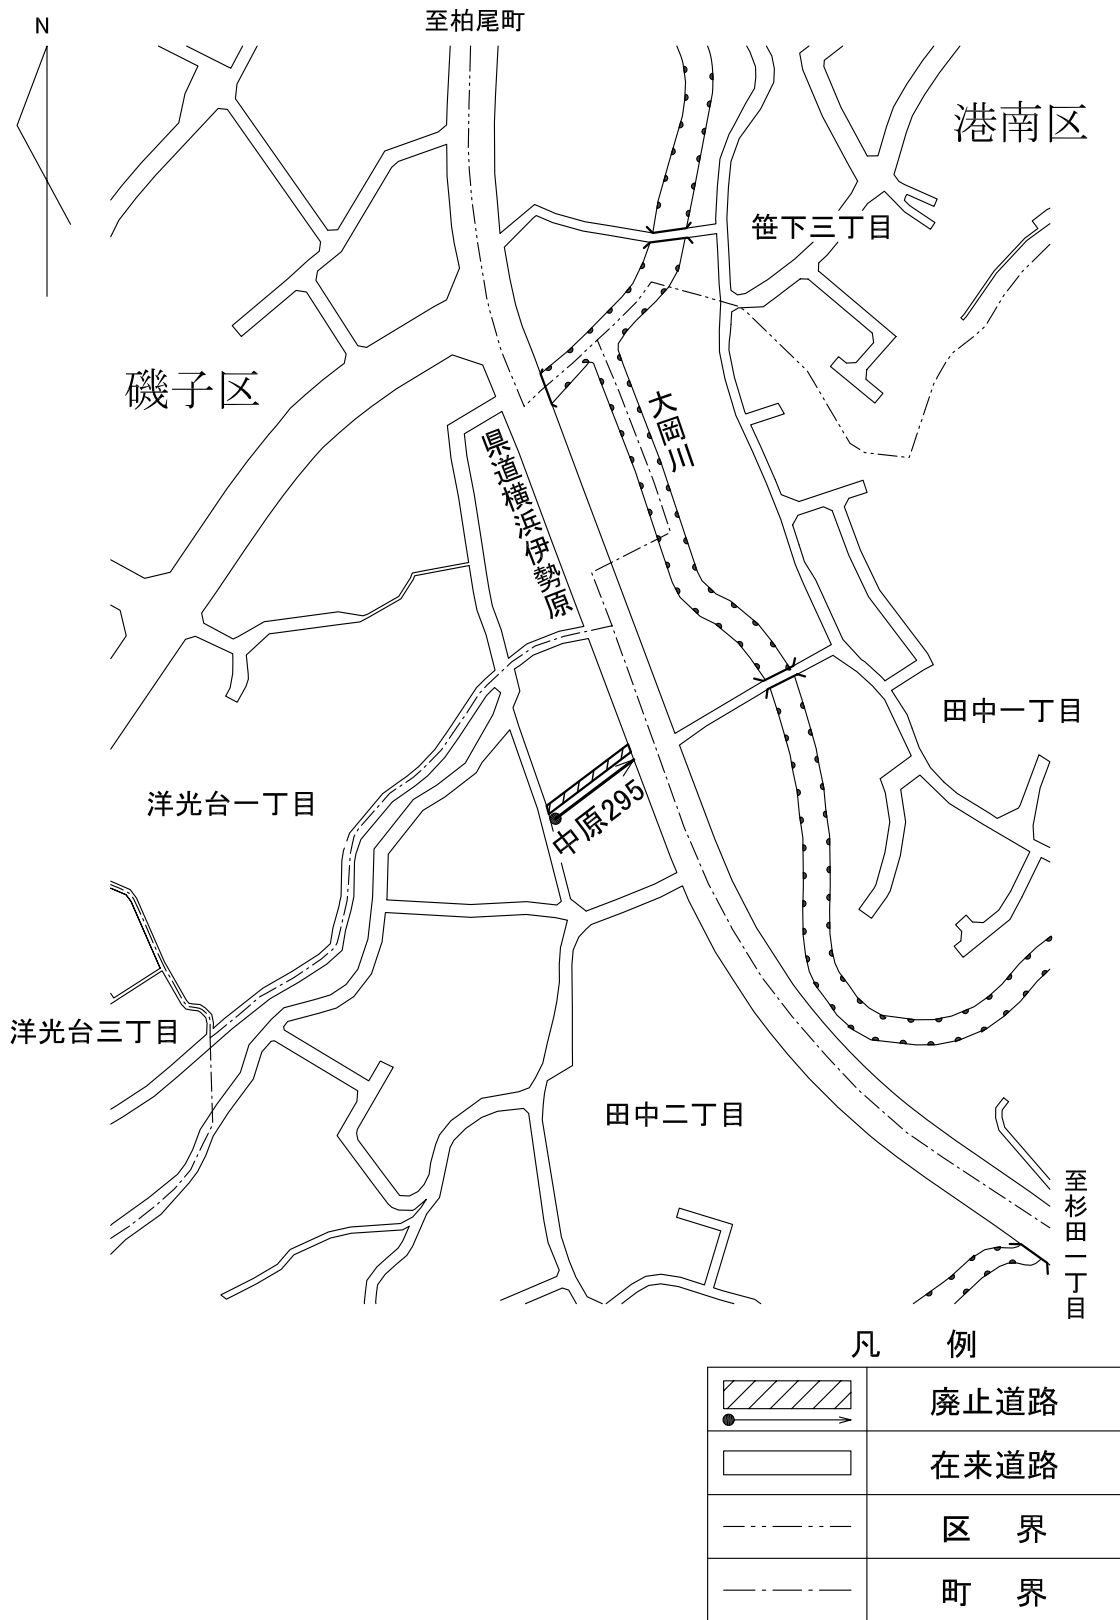 N
至柏尾町
港南区
笹下三丁目
磯子区
大岡川
県道横浜伊勢原
田中一丁目
洋光台一丁目
中原295
洋光台三丁目
田中二丁目
至杉田一丁目
凡 例
廃止道路
在来道路
区 界
町 界